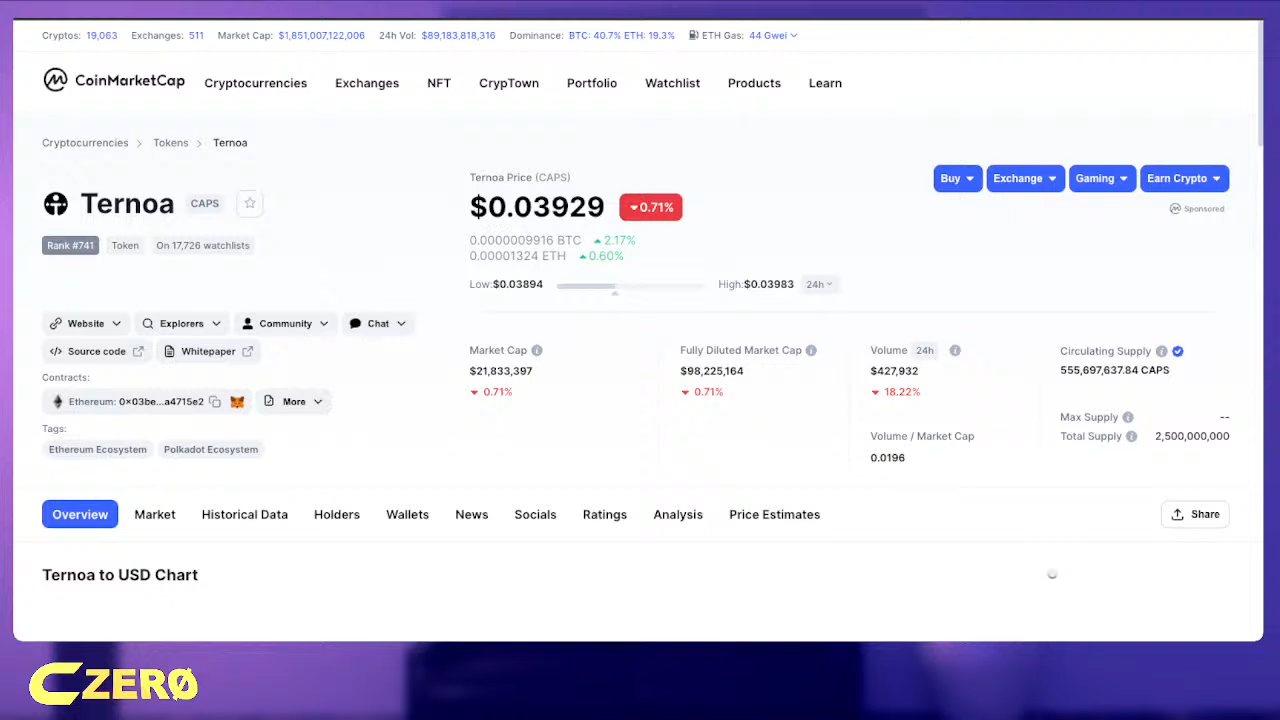 Cryptos: 19,063 Exchanges: 511 Market Cap: $1,851,007,122,006 24h Vol: $89,183,818,316 Dominance: BTC: 40.7% ETH: 19.3% ETH Gas: 44 Gwei
CoinMarketCap Cryptocurrencies Exchanges NFT CrypTown Portfolio Watchlist Products Learn
Cryptocurrencies > Tokens > Ternoa
Ternoa CAPS
Rank #741 Token On 17,726 watchlists
Website Explorers Community Chat
Source code Whitepaper
Contracts:
Ethereum: 0x03be...a4715e2 More
Tags:
Ethereum Ecosystem Polkadot Ecosystem
Ternoa Price (CAPS)
$0.03929 0.71%
0.0000009916 BTC 2.17%
0.00001324 ETH 0.60%
Low:$0.03894 High:$0.03983 24h
Buy Exchange Gaming Earn Crypto
Sponsored
Market Cap
$21,833,397
0.71%
Fully Diluted Market Cap
$98,225,164
0.71%
Volume 24h
$427,932
18.22%
Volume / Market Cap
0.0196
Circulating Supply
555,697,637.84 CAPS
Max Supply --
Total Supply 2,500,000,000
Overview Market Historical Data Holders Wallets News Socials Ratings Analysis Price Estimates Share
Ternoa to USD Chart
CZERØ